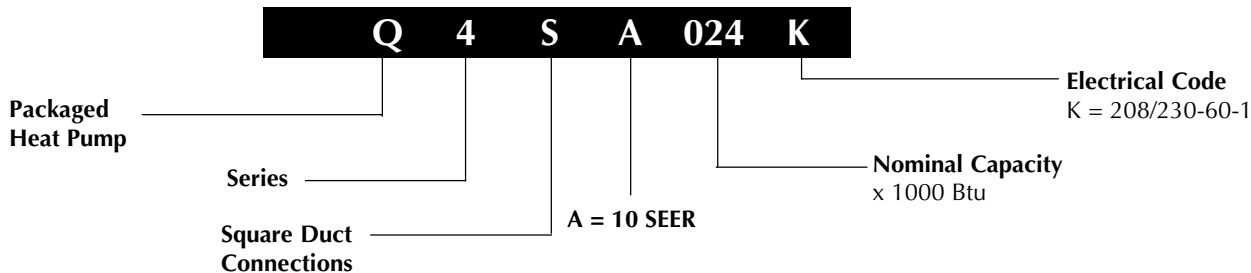 Q 4 S A 024 K
Electrical Code
K = 208/230-60-1
Packaged
Heat Pump
Nominal Capacity
x 1000 Btu
Series
A = 10 SEER
Square Duct
Connections